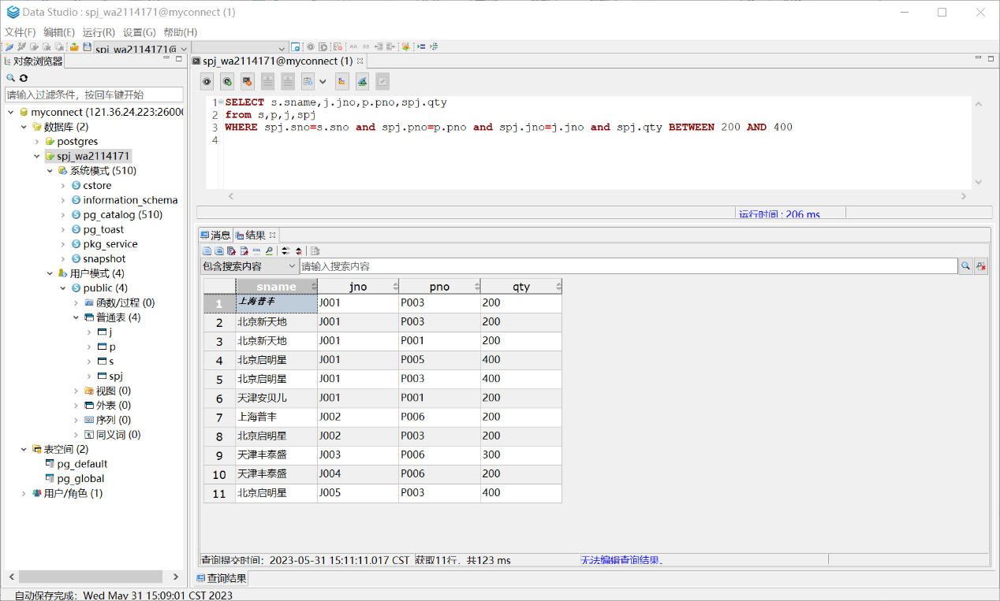 Data Studio : spj_wa2114171@myconnect (1)
文件(F) 编辑(E) 运行(R) 设置(G) 帮助(H)
spj_wa2114171@
对象浏览器
请输入过滤条件，按回车键开始
myconnect (121.36.24.223:26000
数据库 (2)
postgres
spj_wa2114171
系统模式 (510)
cstore
information_schema
pg_catalog (510)
pg_toast
pkg_service
snapshot
用户模式 (4)
public (4)
函数/过程 (0)
普通表 (4)
j
p
s
spj
视图 (0)
外表 (0)
序列 (0)
同义词 (0)
表空间 (2)
pg_default
pg_global
用户/角色 (1)
spj_wa2114171@myconnect (1)
1 SELECT s.sname,j.jno,p.pno,spj.qty
2 from s,p,j,spj
3 WHERE spj.sno=s.sno and spj.pno=p.pno and spj.jno=j.jno and spj.qty BETWEEN 200 AND 400
4
运行时间 : 206 ms
消息 结果
包含搜索内容 请输入搜索内容
sname jno pno qty
1 上海普丰 J001 P003 200
2 北京新天地 J001 P003 200
3 北京新天地 J001 P001 200
4 北京启明星 J001 P005 400
5 北京启明星 J001 P003 400
6 天津安贝儿 J001 P001 200
7 上海普丰 J002 P006 200
8 北京启明星 J002 P003 200
9 天津丰泰盛 J003 P006 300
10 天津丰泰盛 J004 P006 200
11 北京启明星 J005 P003 400
查询提交时间：2023-05-31 15:11:11.017 CST 获取11行，共123 ms 无法编辑查询结果。
查询结果
自动保存完成：Wed May 31 15:09:01 CST 2023